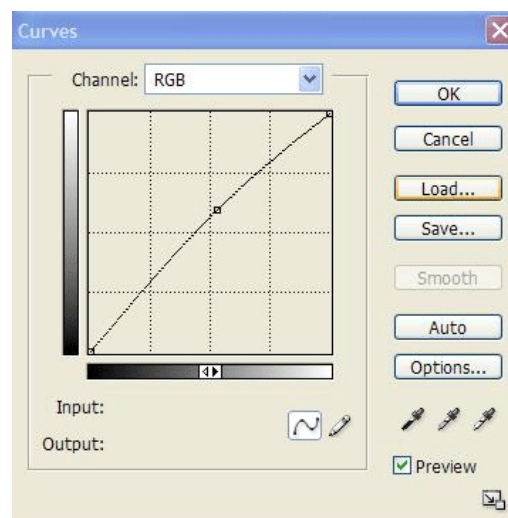 Curves
Channel: RGB
OK
Cancel
Load...
Save...
Smooth
Auto
Options...
Input:
Output:
Preview